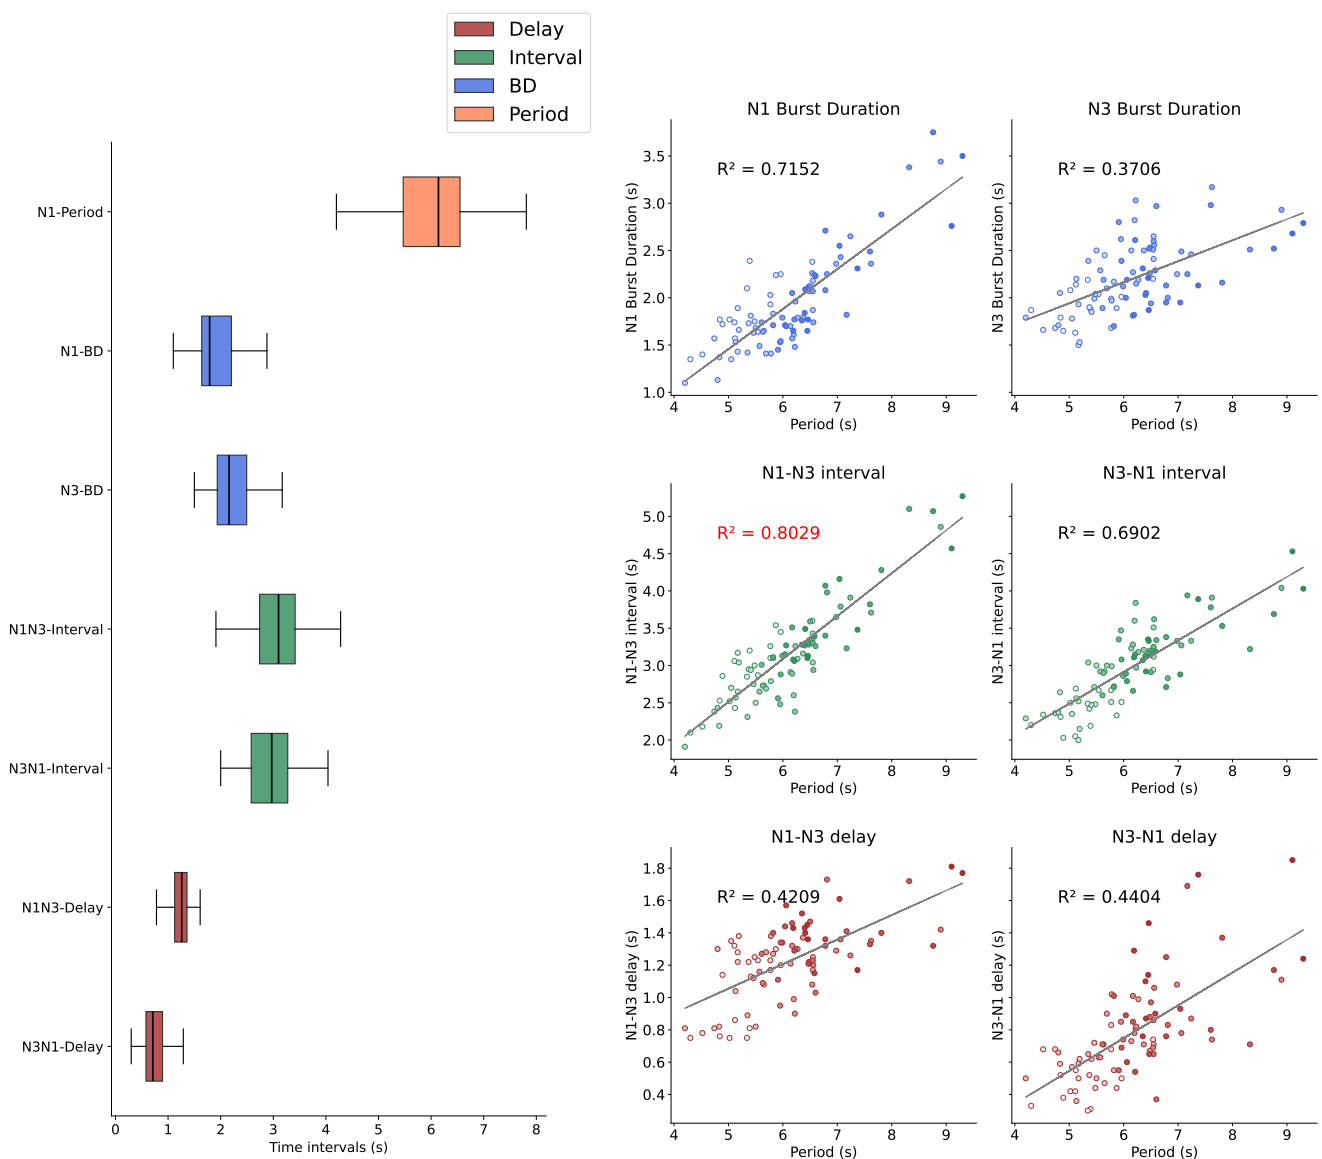 Delay
Interval
BD
Period
N1-Period
N1-BD
N3-BD
N1N3-Interval
N3N1-Interval
N1N3-Delay
N3N1-Delay
0 1 2 3 4 5 6 7 8
Time intervals (s)
N1 Burst Duration
R² = 0.7152
N1 Burst Duration (s)
3.5
3.0
2.5
2.0
1.5
1.0
4 5 6 7 8 9
Period (s)
N3 Burst Duration
R² = 0.3706
N3 Burst Duration (s)
4 5 6 7 8 9
Period (s)
N1-N3 interval
R² = 0.8029
N1-N3 interval (s)
5.0
4.5
4.0
3.5
3.0
2.5
2.0
4 5 6 7 8 9
Period (s)
N3-N1 interval
R² = 0.6902
N3-N1 interval (s)
4 5 6 7 8 9
Period (s)
N1-N3 delay
R² = 0.4209
N1-N3 delay (s)
1.8
1.6
1.4
1.2
1.0
0.8
0.6
0.4
4 5 6 7 8 9
Period (s)
N3-N1 delay
R² = 0.4404
N3-N1 delay (s)
4 5 6 7 8 9
Period (s)